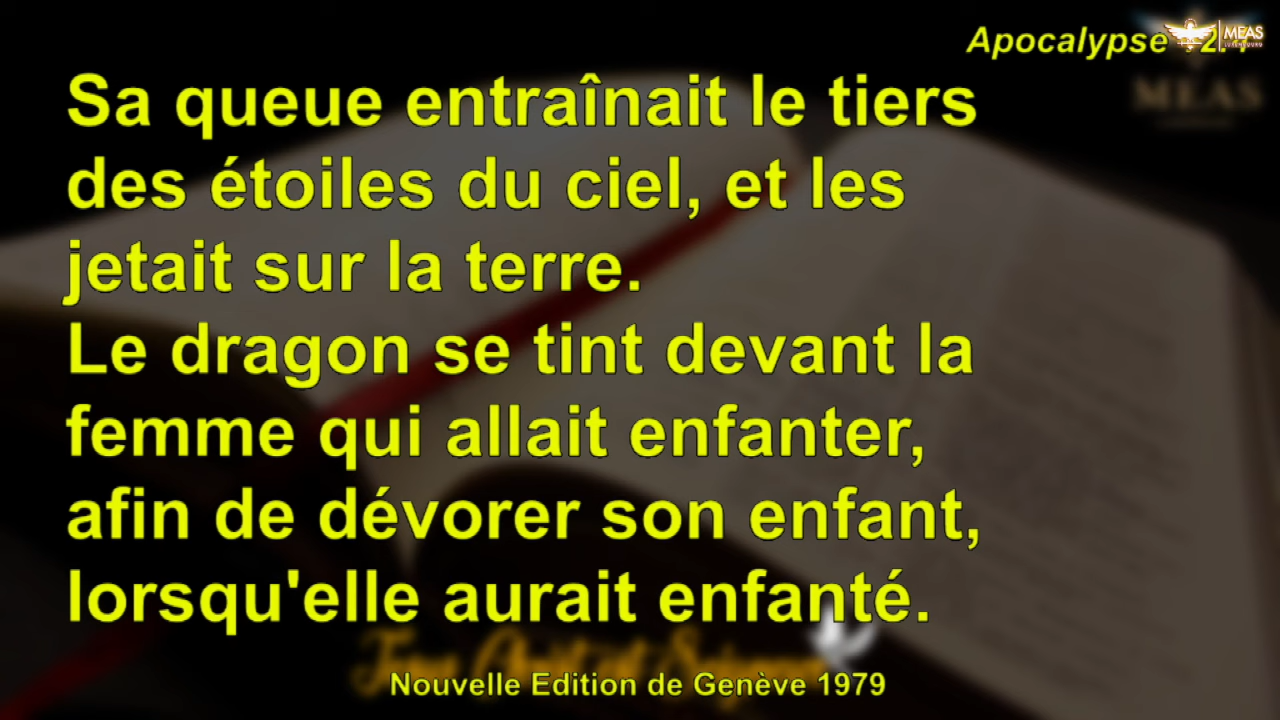 Apocalypse
MEAS
Sa queue entraînait le tiers
des étoiles du ciel, et les
jetait sur la terre.
Le dragon se tint devant la
femme qui allait enfanter,
afin de dévorer son enfant,
lorsqu'elle aurait enfanté.
Nouvelle Edition de Genève 1979